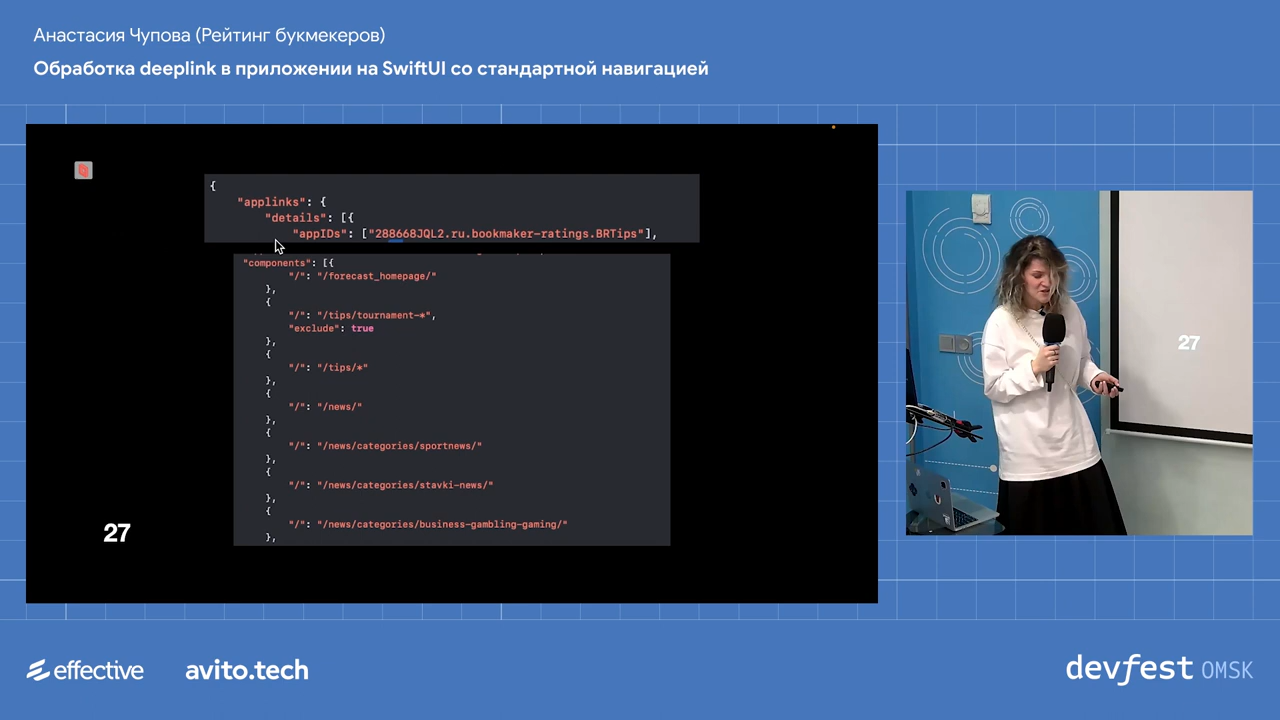 Анастасия Чупова (Рейтинг букмекеров)
Обработка deeplink в приложении на SwiftUI со стандартной навигацией
{
"applinks": {
"details": [{
"appIDs": ["288668JQL2.ru.bookmaker-ratings.BRTips"],
"components": [{
"/": "/forecast_homepage/"
},
{
"/": "/tips/tournament-*",
"exclude": true
},
{
"/": "/tips/*"
},
{
"/": "/news/"
},
{
"/": "/news/categories/sportnews/"
},
{
"/": "/news/categories/stavki-news/"
},
{
"/": "/news/categories/business-gambling-gaming/"
},
27
27
effective
avito.tech
devfest OMSK